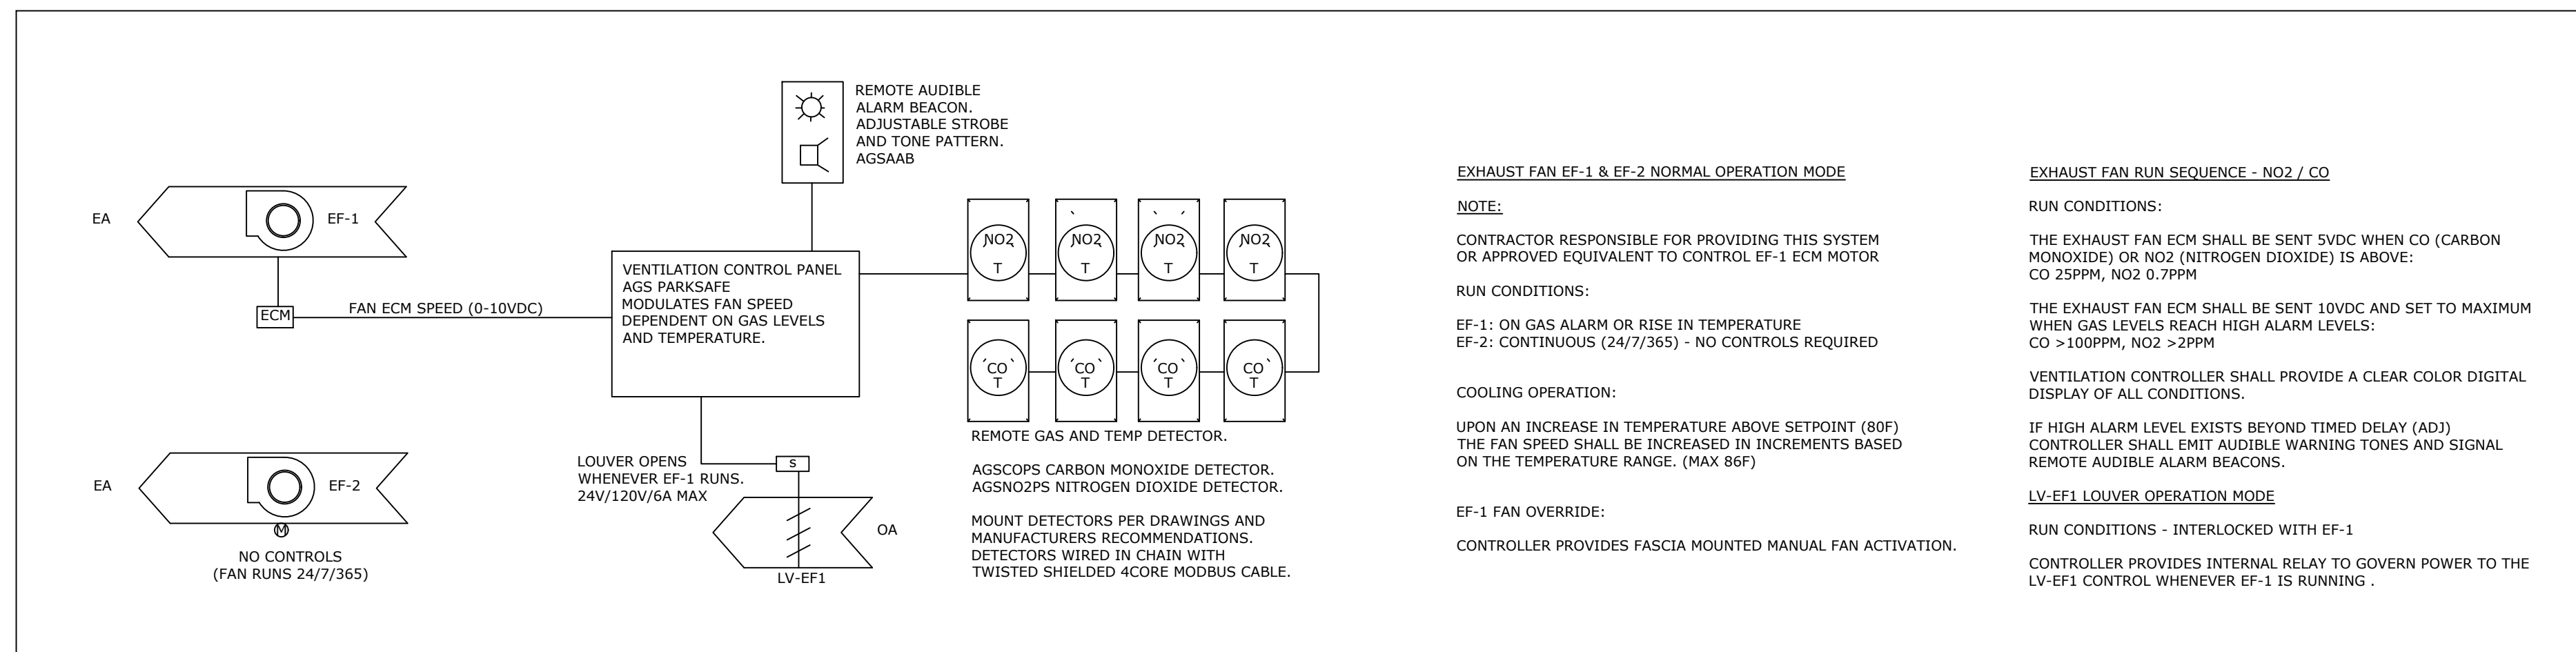 REMOTE AUDIBLE
ALARM BEACON.
ADJUSTABLE STROBE
AND TONE PATTERN.
AGSAAB
EA
EF-1
ECM
FAN ECM SPEED (0-10VDC)
VENTILATION CONTROL PANEL
AGS PARKSAFE
MODULATES FAN SPEED
DEPENDENT ON GAS LEVELS
AND TEMPERATURE.
NO2 NO2 NO2 NO2
T T T T
CO CO CO CO
T T T T
REMOTE GAS AND TEMP DETECTOR.
AGSCOPS CARBON MONOXIDE DETECTOR.
AGSNO2PS NITROGEN DIOXIDE DETECTOR.
MOUNT DETECTORS PER DRAWINGS AND
MANUFACTURERS RECOMMENDATIONS.
DETECTORS WIRED IN CHAIN WITH
TWISTED SHIELDED 4CORE MODBUS CABLE.
EA
EF-2
M
NO CONTROLS
(FAN RUNS 24/7/365)
LOUVER OPENS
WHENEVER EF-1 RUNS.
24V/120V/6A MAX
S
OA
LV-EF1
EXHAUST FAN EF-1 & EF-2 NORMAL OPERATION MODE
NOTE:
CONTRACTOR RESPONSIBLE FOR PROVIDING THIS SYSTEM
OR APPROVED EQUIVALENT TO CONTROL EF-1 ECM MOTOR
RUN CONDITIONS:
EF-1: ON GAS ALARM OR RISE IN TEMPERATURE
EF-2: CONTINUOUS (24/7/365) - NO CONTROLS REQUIRED
COOLING OPERATION:
UPON AN INCREASE IN TEMPERATURE ABOVE SETPOINT (80F)
THE FAN SPEED SHALL BE INCREASED IN INCREMENTS BASED
ON THE TEMPERATURE RANGE. (MAX 86F)
EF-1 FAN OVERRIDE:
CONTROLLER PROVIDES FASCIA MOUNTED MANUAL FAN ACTIVATION.
EXHAUST FAN RUN SEQUENCE - NO2 / CO
RUN CONDITIONS:
THE EXHAUST FAN ECM SHALL BE SENT 5VDC WHEN CO (CARBON
MONOXIDE) OR NO2 (NITROGEN DIOXIDE) IS ABOVE:
CO 25PPM, NO2 0.7PPM
THE EXHAUST FAN ECM SHALL BE SENT 10VDC AND SET TO MAXIMUM
WHEN GAS LEVELS REACH HIGH ALARM LEVELS:
CO >100PPM, NO2 >2PPM
VENTILATION CONTROLLER SHALL PROVIDE A CLEAR COLOR DIGITAL
DISPLAY OF ALL CONDITIONS.
IF HIGH ALARM LEVEL EXISTS BEYOND TIMED DELAY (ADJ)
CONTROLLER SHALL EMIT AUDIBLE WARNING TONES AND SIGNAL
REMOTE AUDIBLE ALARM BEACONS.
LV-EF1 LOUVER OPERATION MODE
RUN CONDITIONS - INTERLOCKED WITH EF-1
CONTROLLER PROVIDES INTERNAL RELAY TO GOVERN POWER TO THE
LV-EF1 CONTROL WHENEVER EF-1 IS RUNNING .